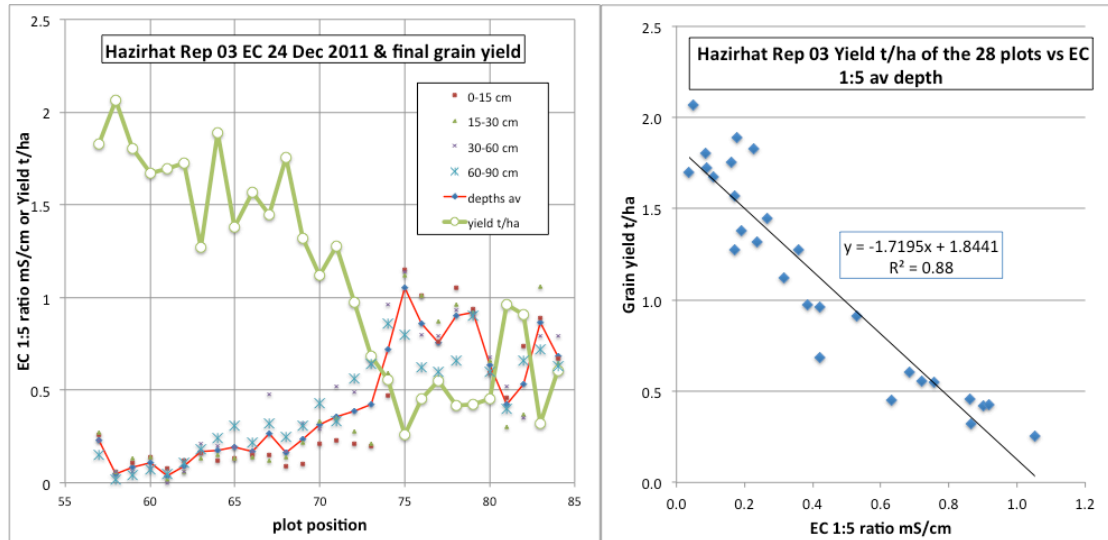 Hazirhat Rep 03 EC 24 Dec 2011 & final grain yield
EC 1:5 ratio mS/cm or Yield t/ha
2.5
2
1.5
1
0.5
0
0-15 cm
15-30 cm
30-60 cm
60-90 cm
depths av
yield t/ha
55
60
65
70
75
80
85
plot position
Hazirhat Rep 03 Yield t/ha of the 28 plots vs EC
1:5 av depth
Grain yield t/ha
2.5
2.0
1.5
1.0
0.5
0.0
y = -1.7195x + 1.8441
R² = 0.88
0.0
0.2
0.4
0.6
0.8
1.0
1.2
EC 1:5 ratio mS/cm